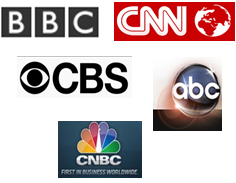 BBC
CNN
CBS
abc
CNBC
FIRST IN BUSINESS WORLDWIDE